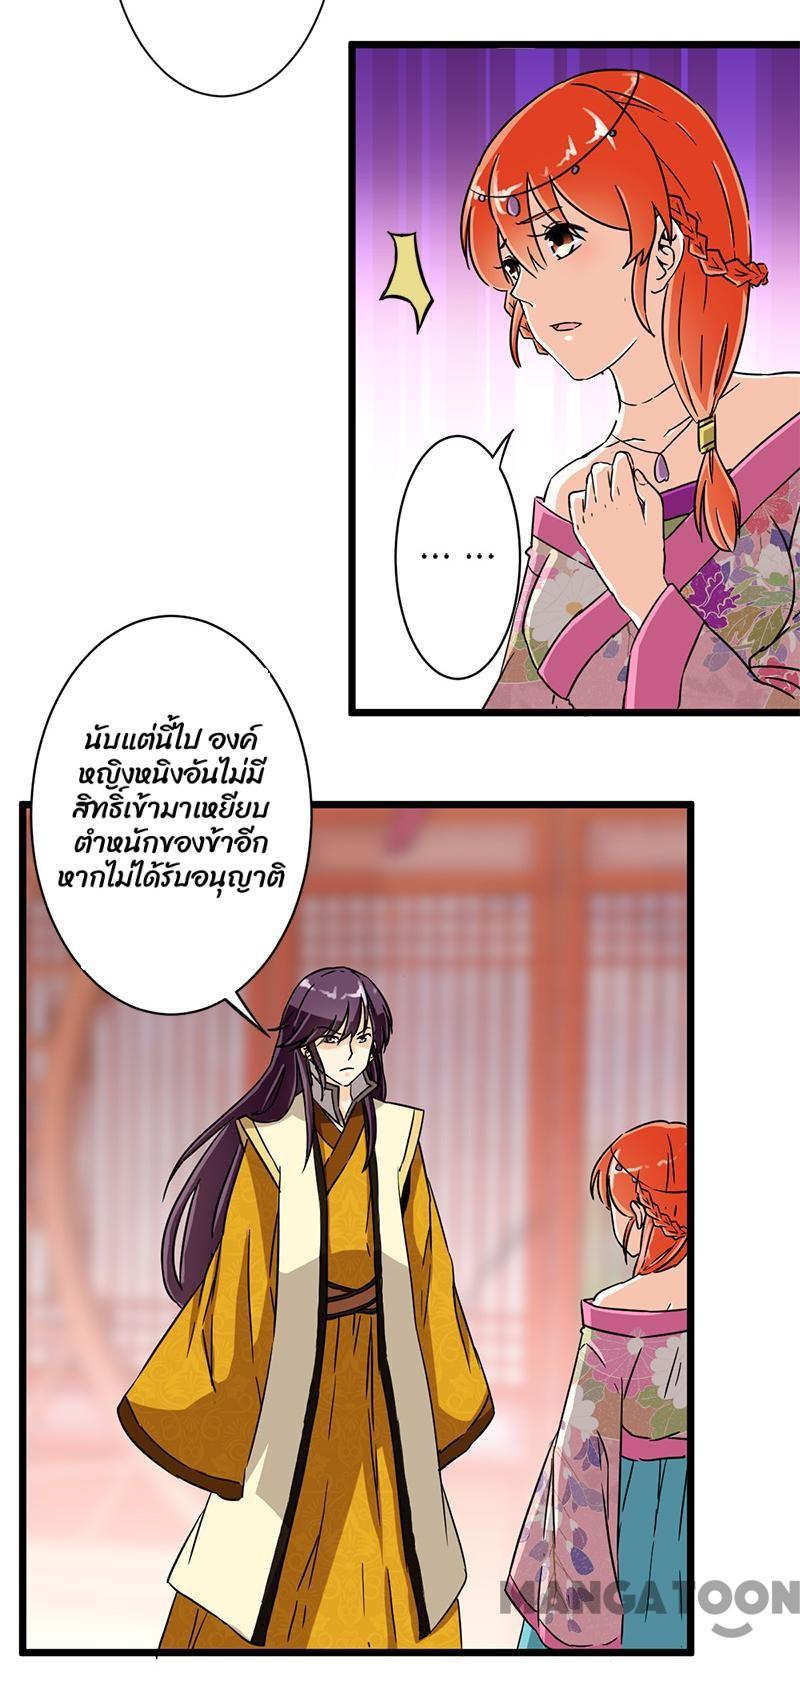 ... ...
นับแต่นี้ไป องค์
หญิงหนิงอันไม่มี
สิทธิ์เข้ามาเหยียบ
ตำหนักของข้าอีก
หากไม่ได้รับอนุญาติ
MANGATOON